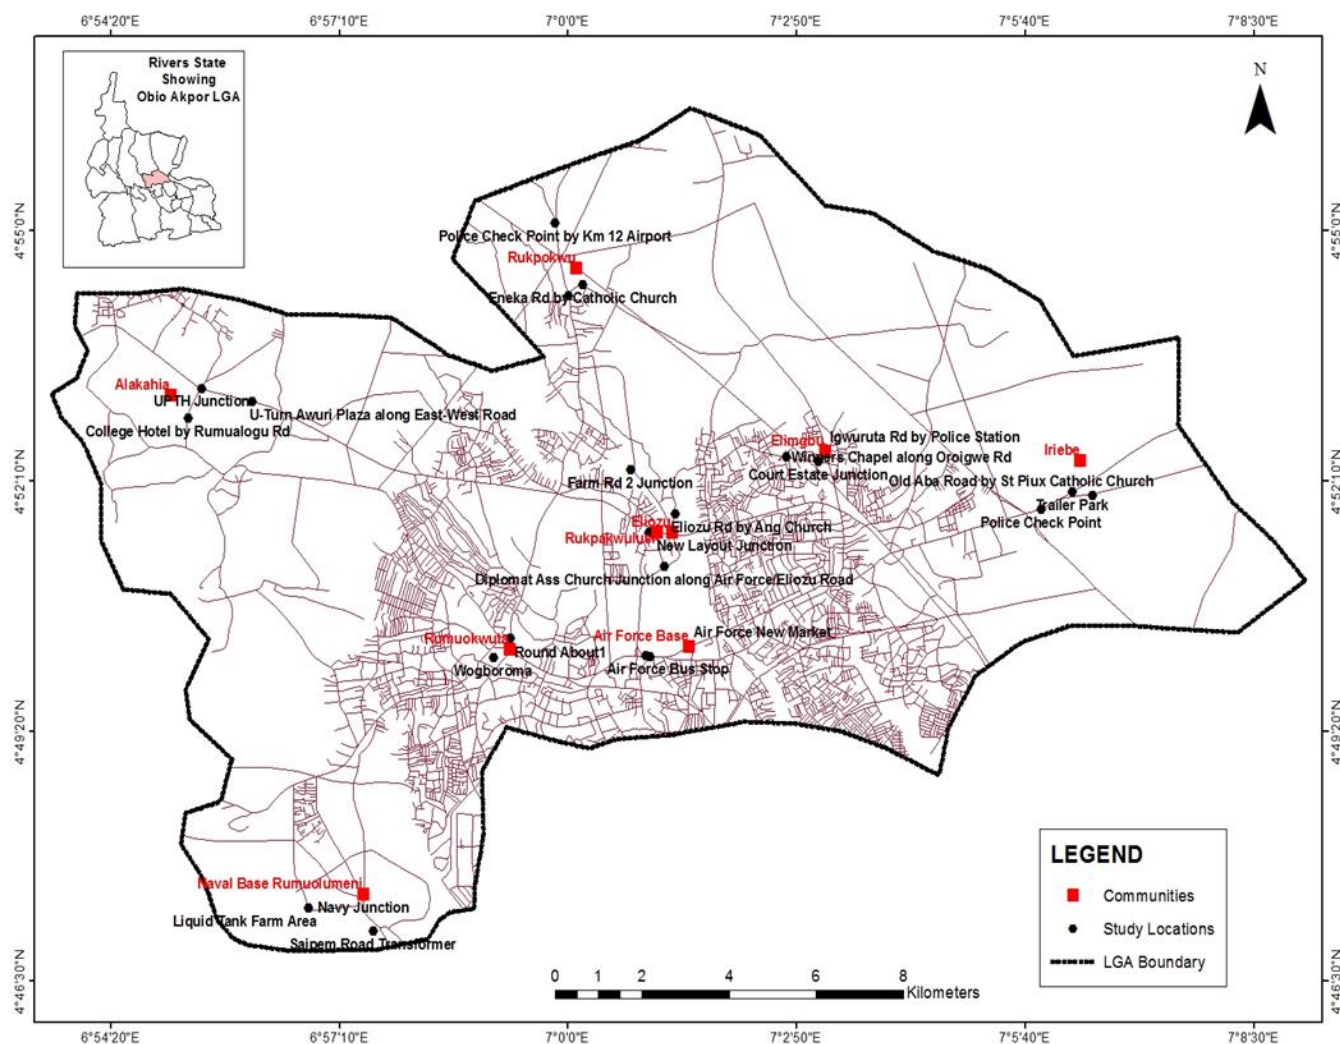 6°54'20"E 6°57'10"E 7°0'0"E 7°2'50"E 7°5'40"E 7°8'30"E
Rivers State
Showing
Obio Akpor LGA
N
4°55'0"N 4°55'0"N
Police Check Point by Km 12 Airport
Rukpokwu
Eneka Rd by Catholic Church
Alakahia
UPTH Junction
U-Turn Awuri Plaza along East-West Road
College Hotel by Rumualogu Rd
Elimgbu
Igwuruta Rd by Police Station
Winners Chapel along Oroigwe Rd
Court Estate Junction
Iriebe
Old Aba Road by St Piux Catholic Church
Trailer Park
Police Check Point
4°52'10"N 4°52'10"N
Farm Rd 2 Junction
Eliozu
Eliozu Rd by Ang Church
Rukpakwulusi
New Layout Junction
Diplomat Ass Church Junction along Air Force/Eliozu Road
Rumuokwuta
Round About1
Wogboroma
Air Force Base
Air Force New Market
Air Force Bus Stop
4°49'20"N 4°49'20"N
Naval Base Rumuolumeni
Navy Junction
Liquid Tank Farm Area
Saipem Road Transformer
LEGEND
Communities
Study Locations
LGA Boundary
4°46'30"N 4°46'30"N
0 1 2 4 6 8
Kilometers
6°54'20"E 6°57'10"E 7°0'0"E 7°2'50"E 7°5'40"E 7°8'30"E